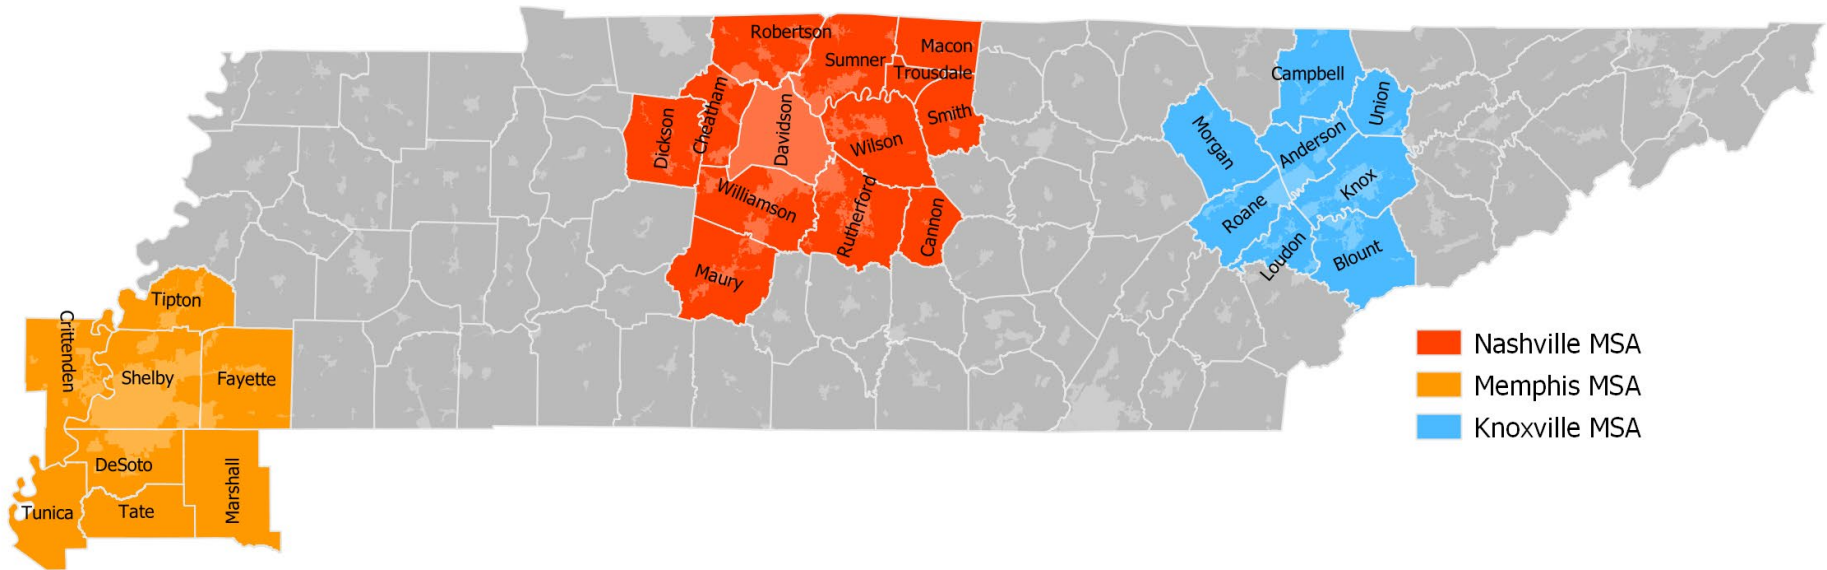 Robertson
Sumner
Macon
Trousdale
Smith
Cheatham
Dickson
Davidson
Wilson
Williamson
Rutherford
Cannon
Maury
Campbell
Union
Morgan
Anderson
Knox
Roane
Loudon
Blount
Tipton
Crittenden
Shelby
Fayette
DeSoto
Marshall
Tunica
Tate
Nashville MSA
Memphis MSA
Knoxville MSA